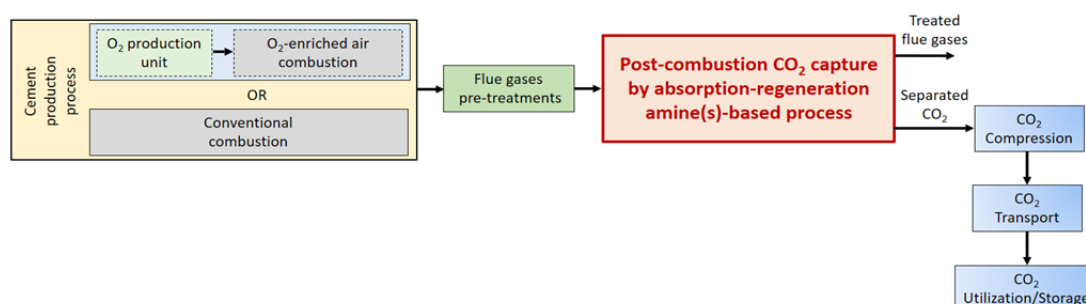 Cement
production
process
O₂ production
unit
O₂-enriched air
combustion
OR
Conventional
combustion
Flue gases
pre-treatments
Post-combustion CO₂ capture
by absorption-regeneration
amine(s)-based process
Treated
flue gases
Separated
CO₂
CO₂
Compression
CO₂
Transport
CO₂
Utilization/Storage